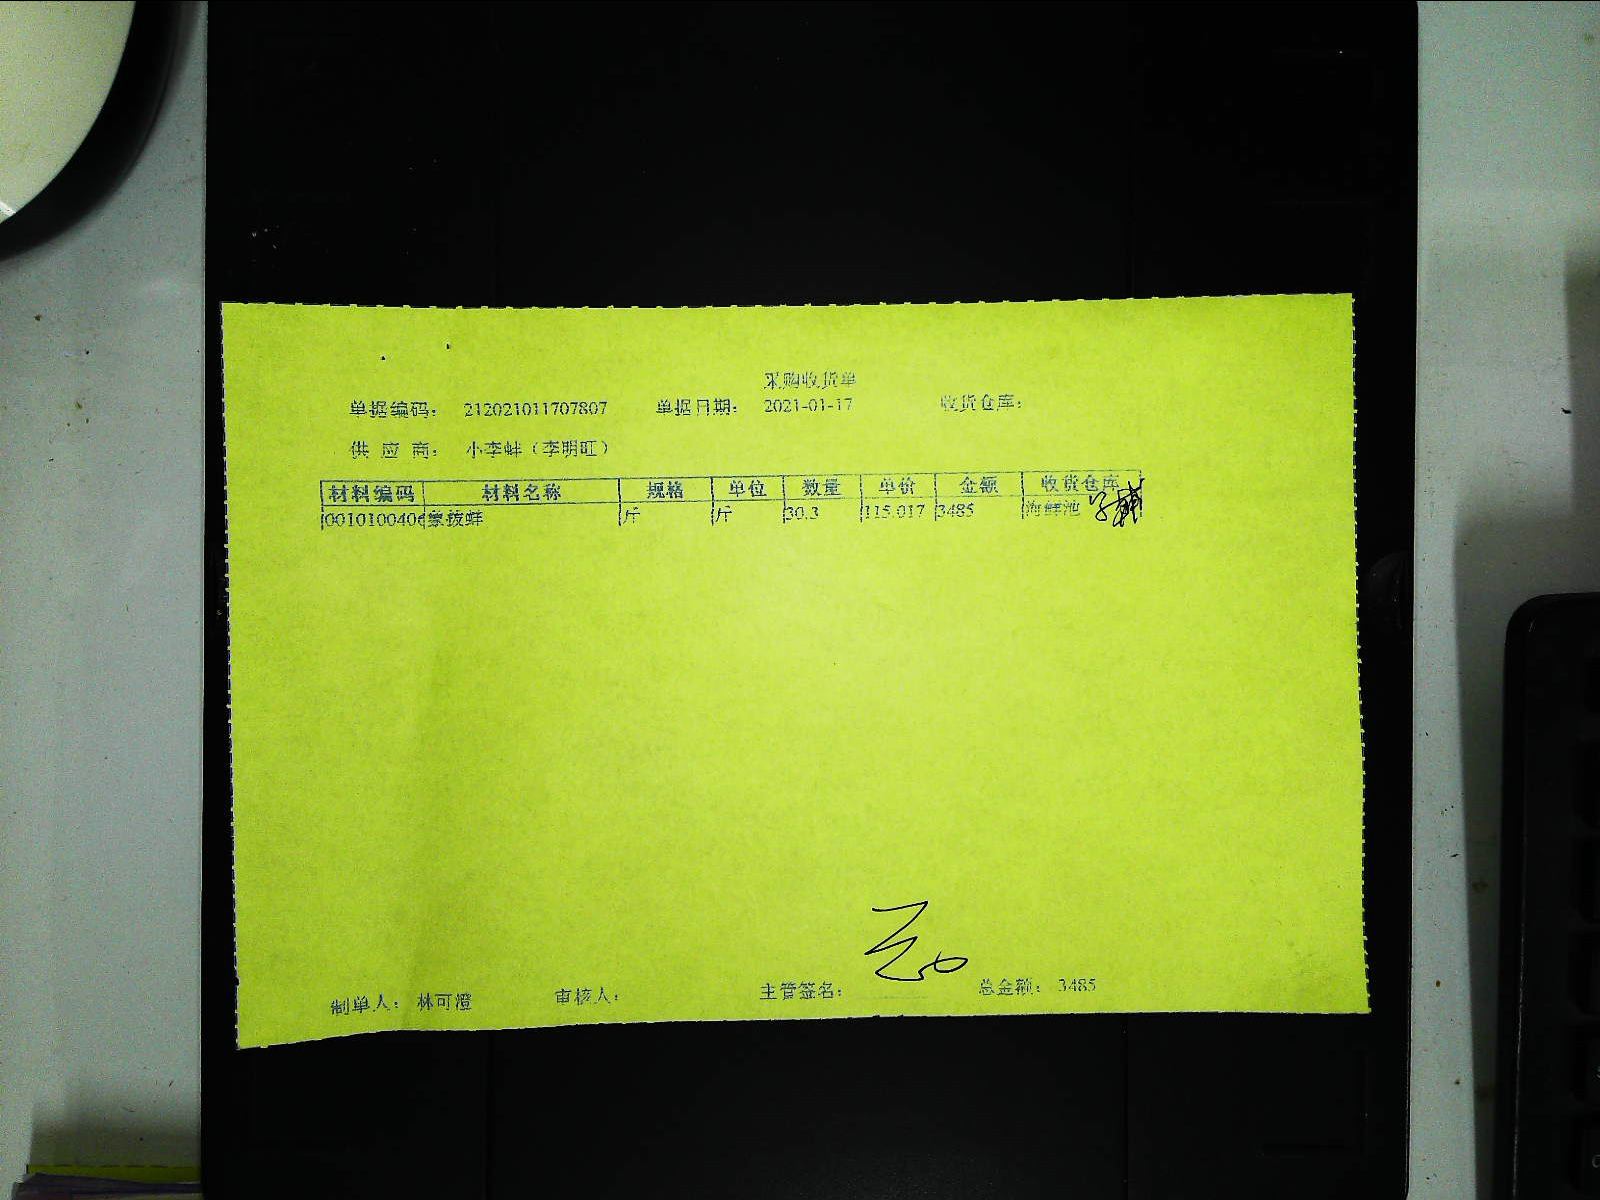 采购收货单
单据编码： 212021011707807 单据日期： 2021-01-17 收货仓库：
供 应 商： 小李蚌（李明旺）
材料编码 材料名称 规格 单位 数量 单价 金额 收货仓库
0010100406 象拔蚌 斤 斤 30.3 115.017 3485 海鲜池
制单人： 林可澄 审核人： 主管签名： 总金额： 3485